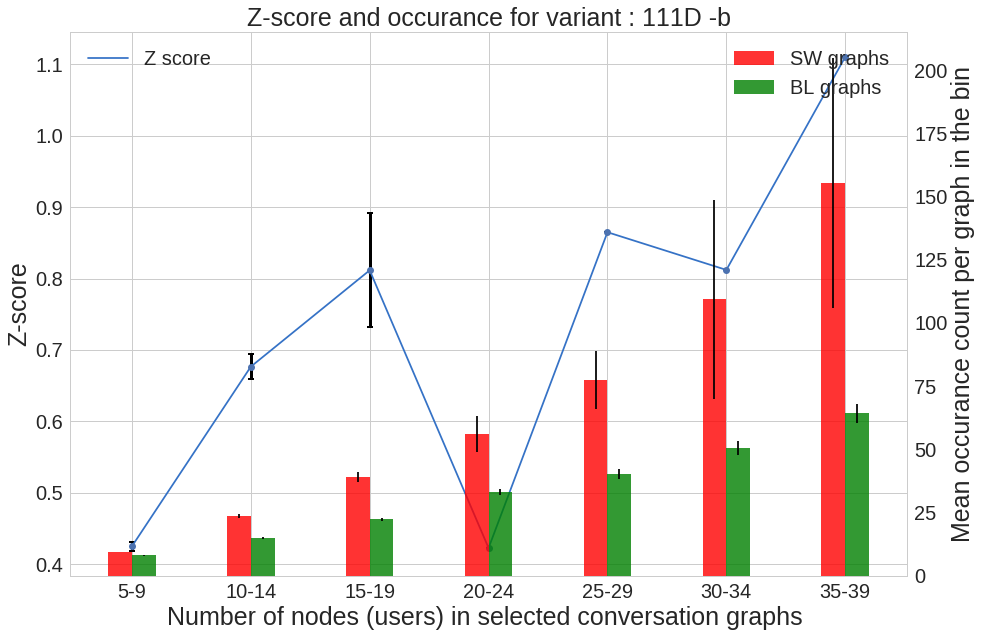 Z-score and occurance for variant : 111D -b
Z score
SW graphs
BL graphs
1.1
1.0
0.9
0.8
0.7
0.6
0.5
0.4
Z-score
200
175
150
125
100
75
50
25
0
Mean occurance count per graph in the bin
5-9 10-14 15-19 20-24 25-29 30-34 35-39
Number of nodes (users) in selected conversation graphs